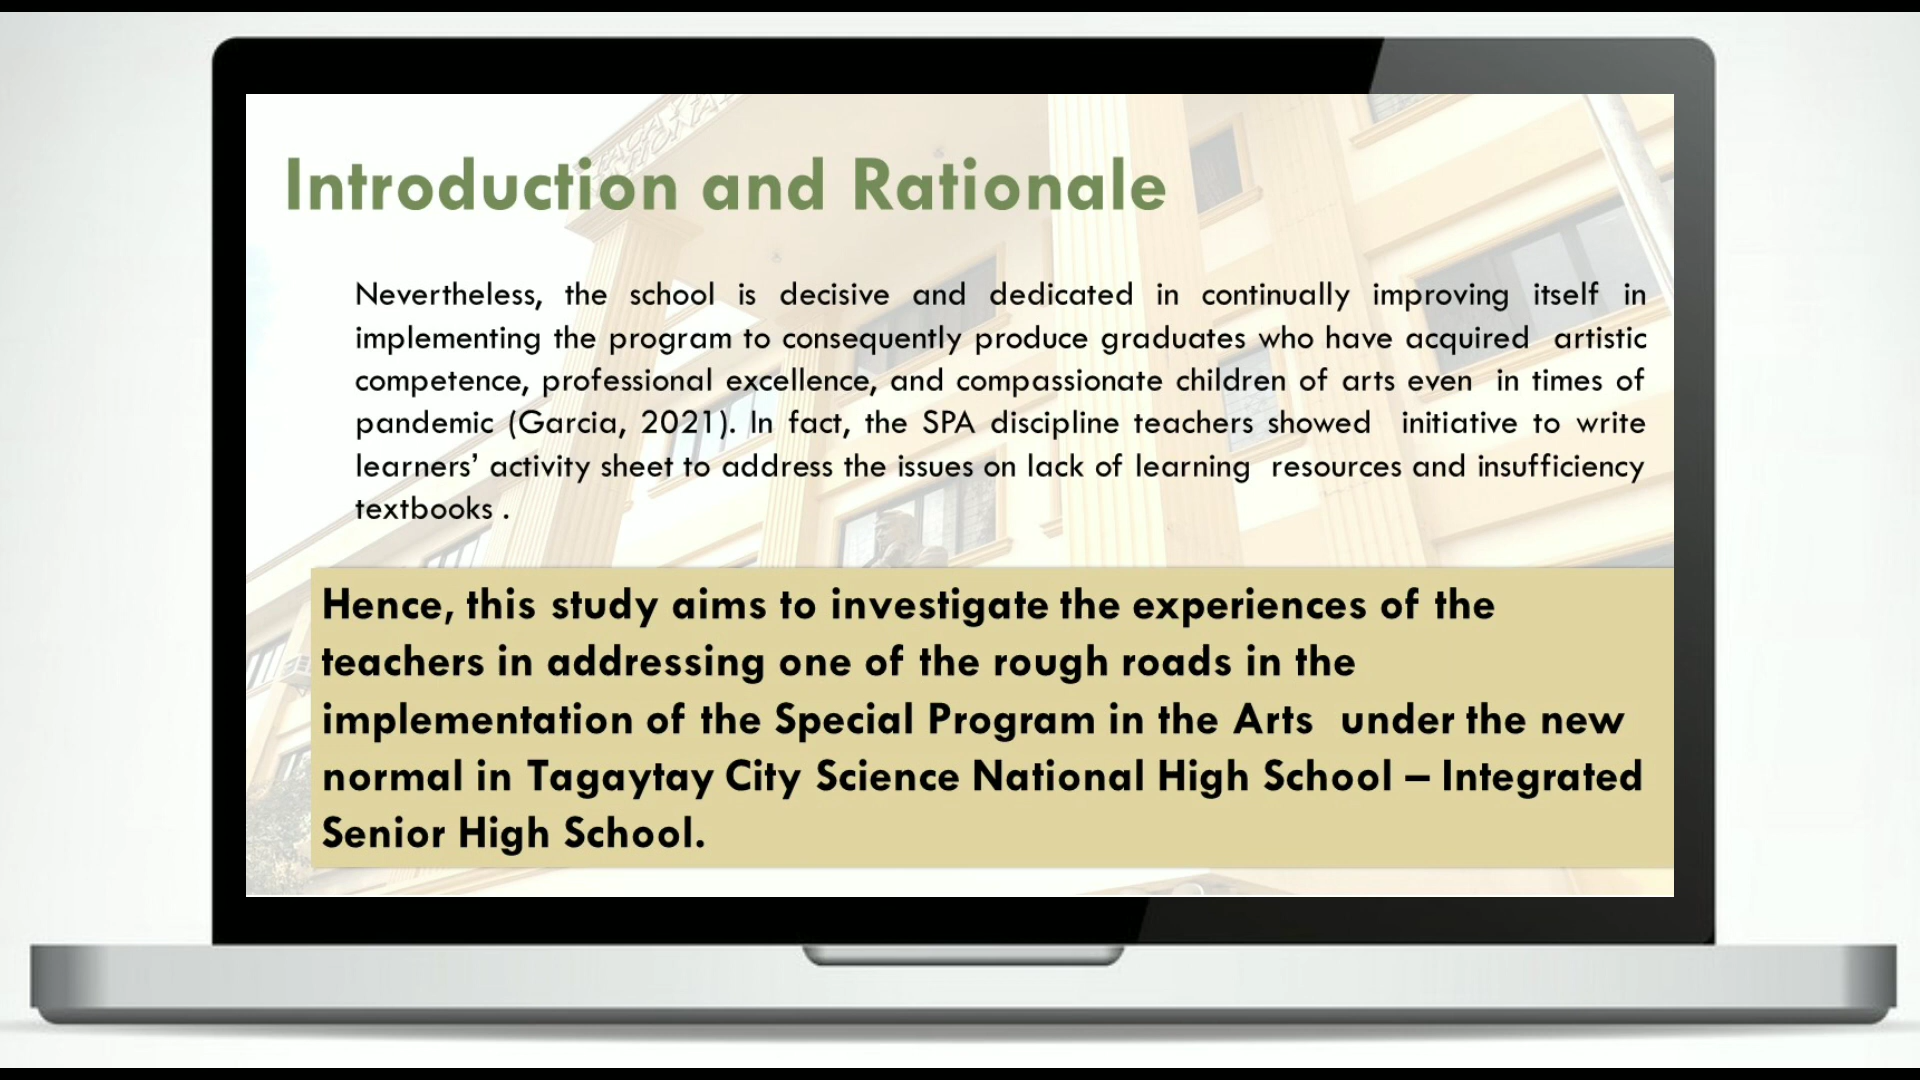 Introduction and Rationale
Nevertheless, the school is decisive and dedicated in continually improving itself in
implementing the program to consequently produce graduates who have acquired artistic
competence, professional excellence, and compassionate children of arts even in times of
pandemic (Garcia, 2021). In fact, the SPA discipline teachers showed initiative to write
learners’ activity sheet to address the issues on lack of learning resources and insufficiency
textbooks .
Hence, this study aims to investigate the experiences of the
teachers in addressing one of the rough roads in the
implementation of the Special Program in the Arts under the new
normal in Tagaytay City Science National High School – Integrated
Senior High School.